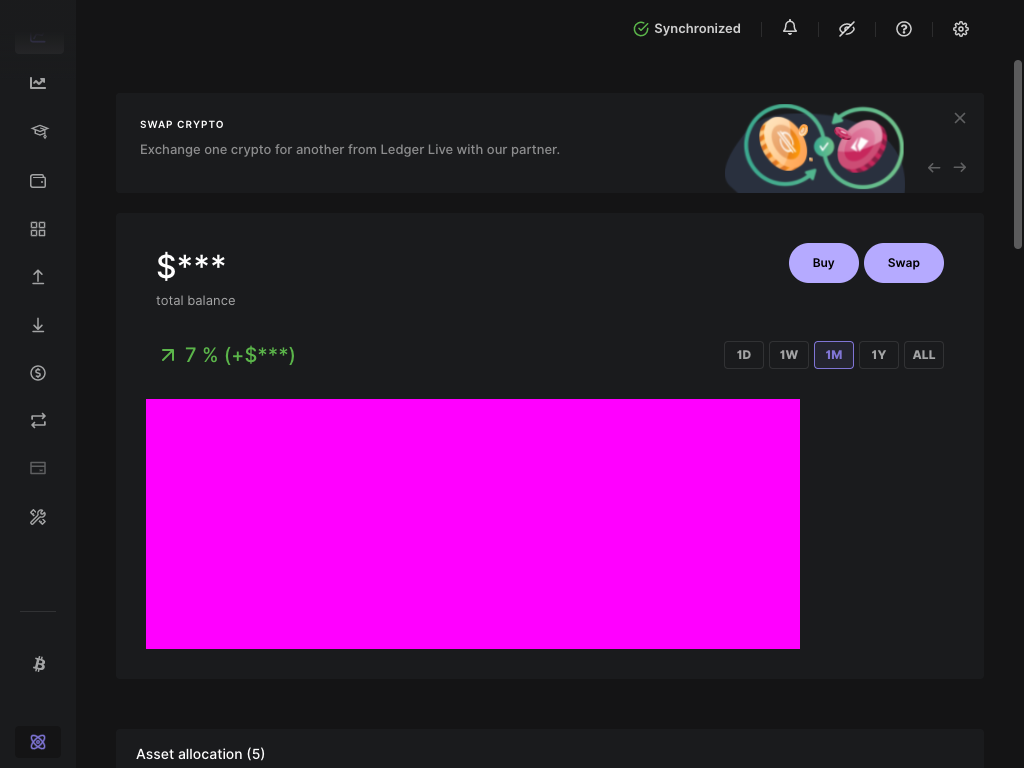 Synchronized
SWAP CRYPTO
Exchange one crypto for another from Ledger Live with our partner.
$***
total balance
Buy
Swap
7 % (+$***)
1D
1W
1M
1Y
ALL
Asset allocation (5)